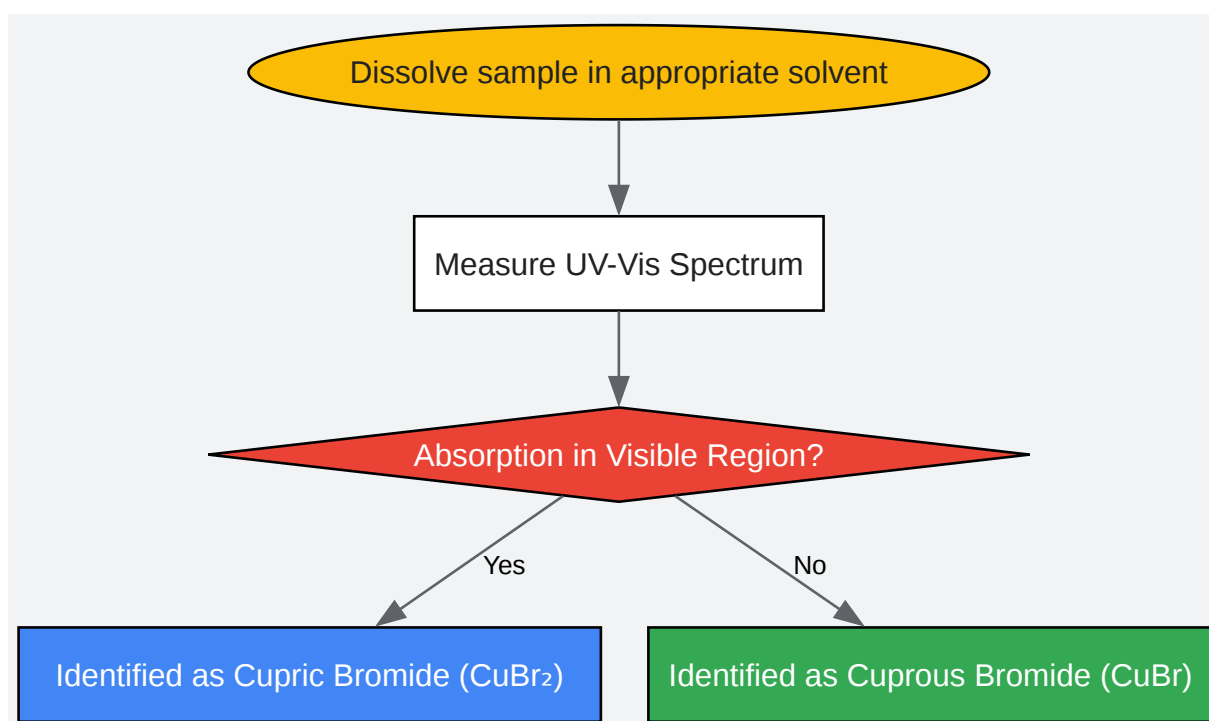 Dissolve sample in appropriate solvent
Measure UV-Vis Spectrum
Absorption in Visible Region?
Yes
No
Identified as Cupric Bromide (CuBr₂)
Identified as Cuprous Bromide (CuBr)